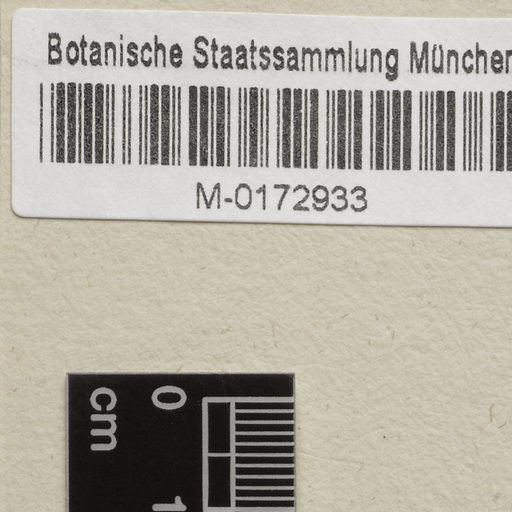 Botanische Staatssammlung München
M-0172933
cm
0
1